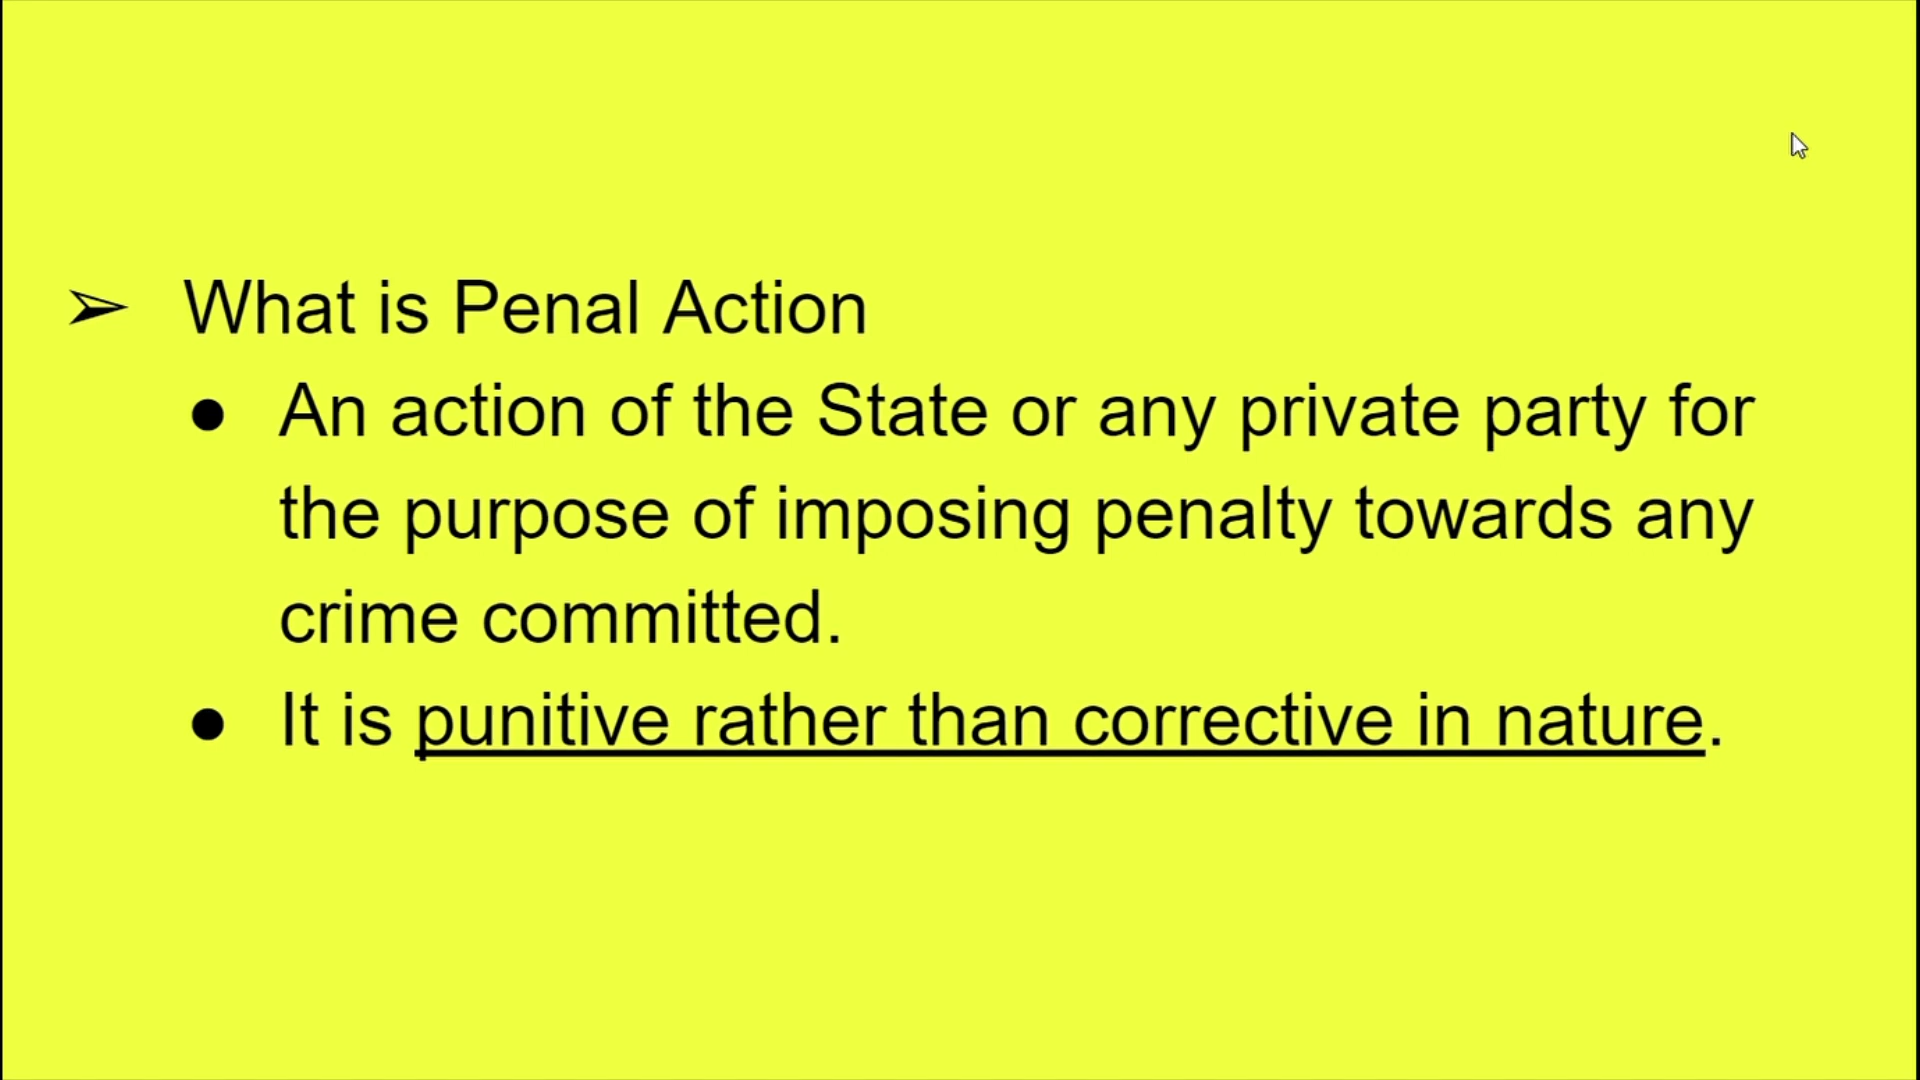 ➢ What is Penal Action
● An action of the State or any private party for
the purpose of imposing penalty towards any
crime committed.
● It is punitive rather than corrective in nature.